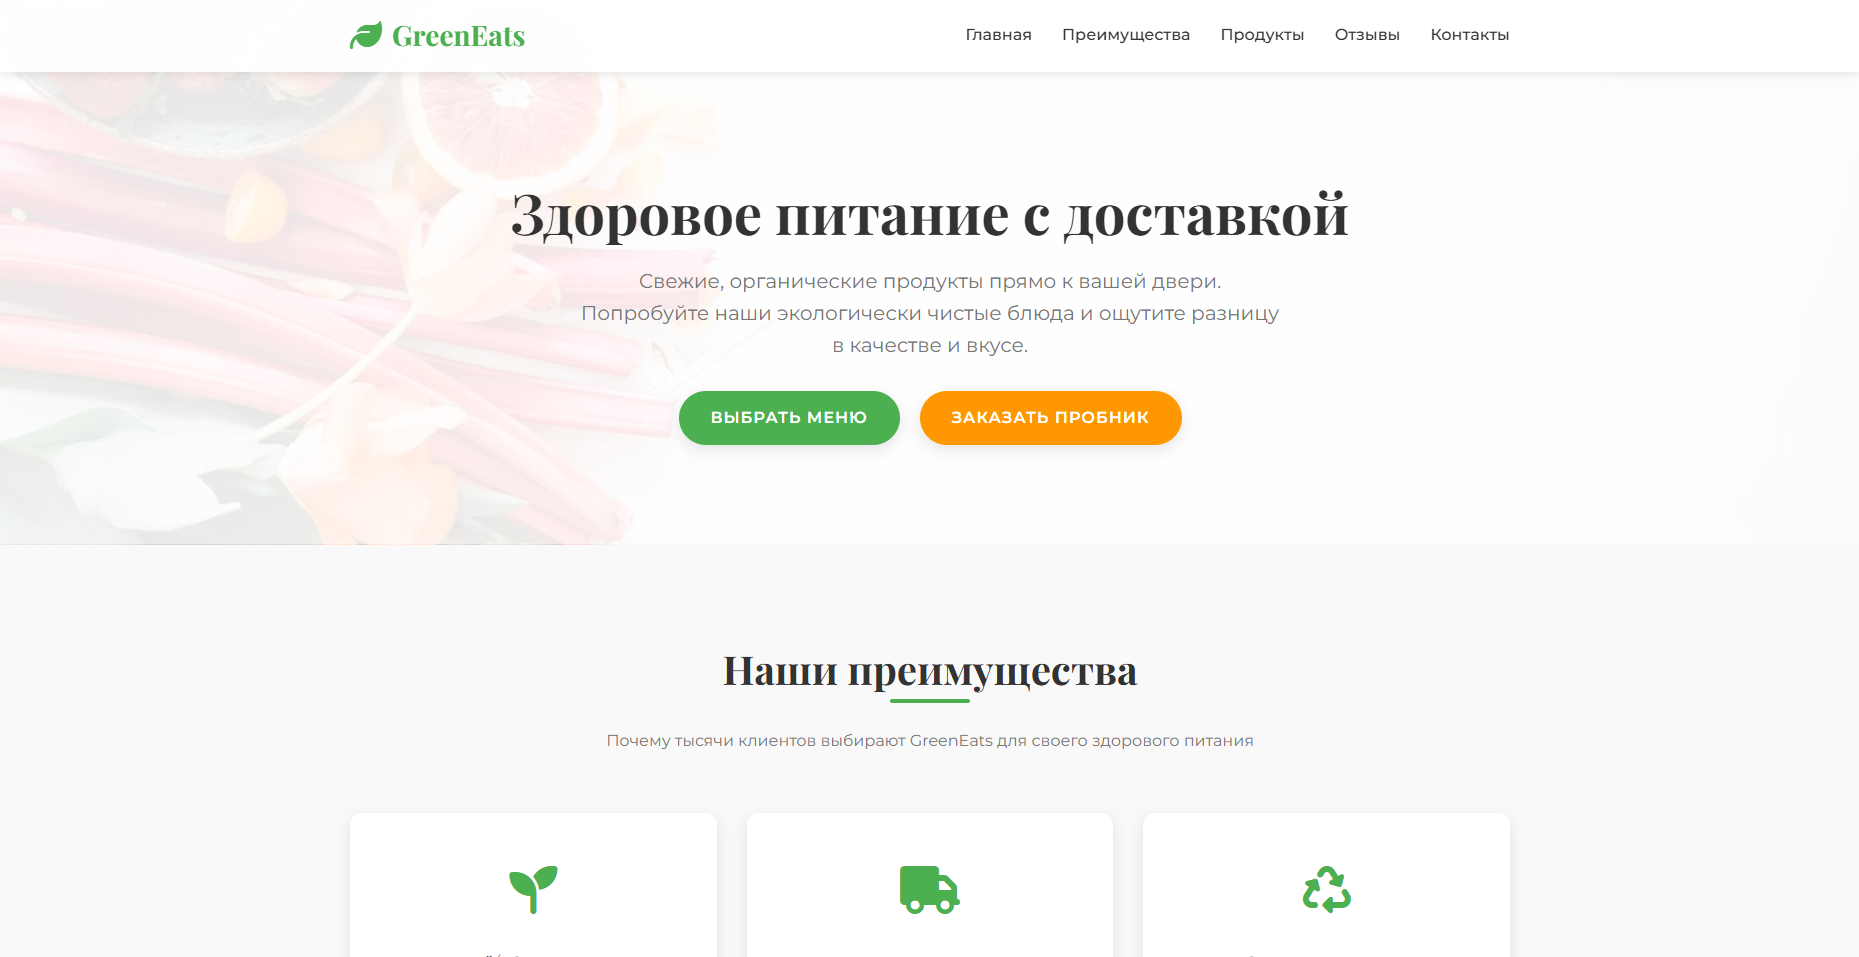 GreenEats
Главная Преимущества Продукты Отзывы Контакты
Здоровое питание с доставкой
Свежие, органические продукты прямо к вашей двери.
Попробуйте наши экологически чистые блюда и ощутите разницу
в качестве и вкусе.
ВЫБРАТЬ МЕНЮ ЗАКАЗАТЬ ПРОБНИК
Наши преимущества
Почему тысячи клиентов выбирают GreenEats для своего здорового питания